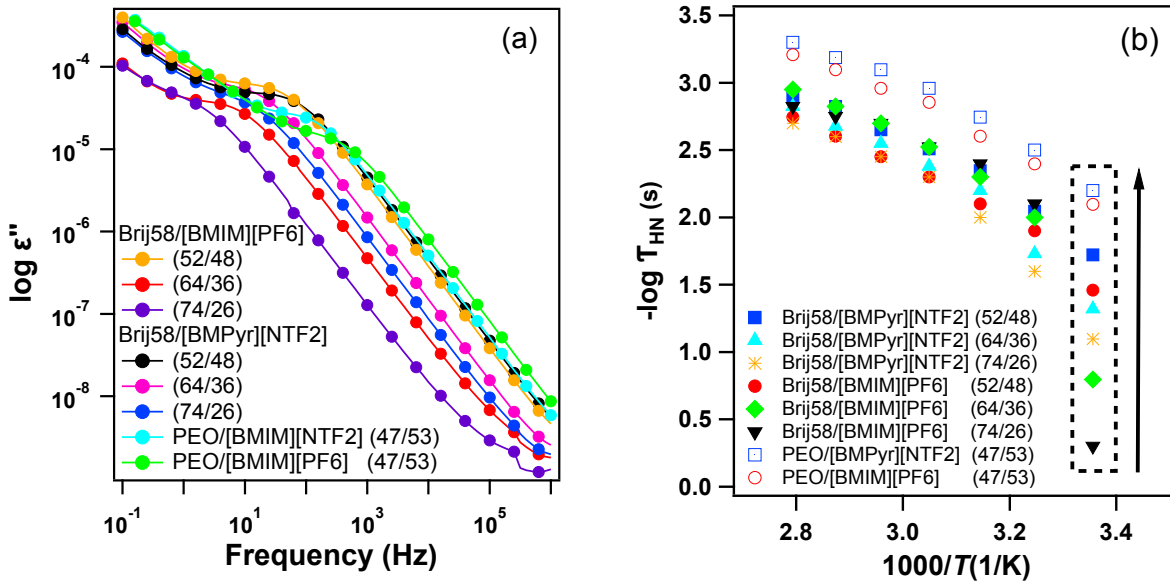 (a)
log ε"
10^-4
10^-5
10^-6
10^-7
10^-8
Brij58/[BMIM][PF6]
(52/48)
(64/36)
(74/26)
Brij58/[BMPyr][NTF2]
(52/48)
(64/36)
(74/26)
PEO/[BMIM][NTF2] (47/53)
PEO/[BMIM][PF6] (47/53)
10^-1
10^1
10^3
10^5
Frequency (Hz)
(b)
-log τHN (s)
-3.5
3.0
2.5
2.0
1.5
1.0
0.5
0.0
Brij58/[BMPyr][NTF2] (52/48)
Brij58/[BMPyr][NTF2] (64/36)
Brij58/[BMPyr][NTF2] (74/26)
Brij58/[BMIM][PF6] (52/48)
Brij58/[BMIM][PF6] (64/36)
Brij58/[BMIM][PF6] (74/26)
PEO/[BMPyr][NTF2] (47/53)
PEO/[BMIM][PF6] (47/53)
2.8
3.0
3.2
3.4
1000/T(1/K)